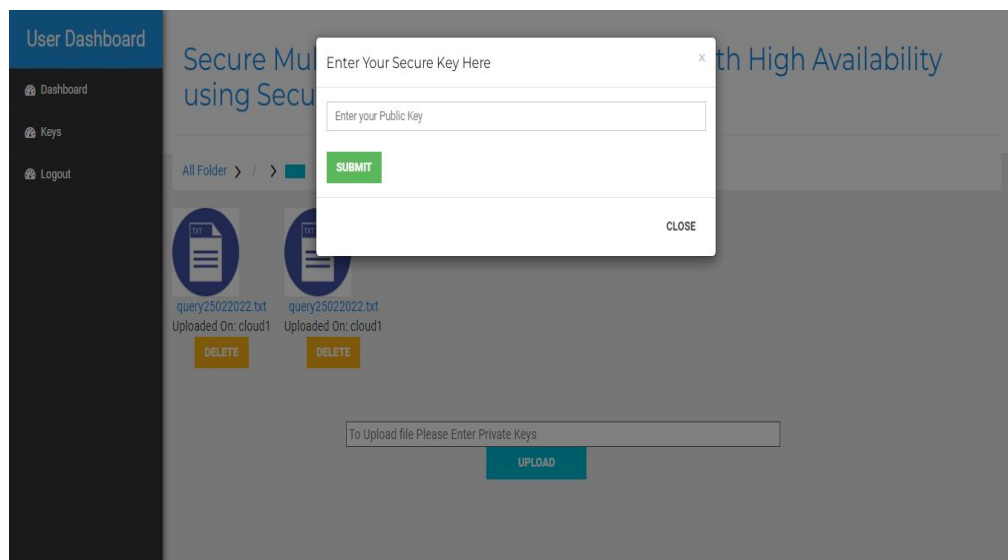 User Dashboard
Dashboard
Keys
Logout
Secure Mul
th High Availability
using Secu
Enter Your Secure Key Here
x
Enter your Public Key
SUBMIT
CLOSE
All Folder > / >
TXT
TXT
query25022022.txt
query25022022.txt
Uploaded On: cloud1
Uploaded On: cloud1
DELETE
DELETE
To Upload file Please Enter Private Keys
UPLOAD